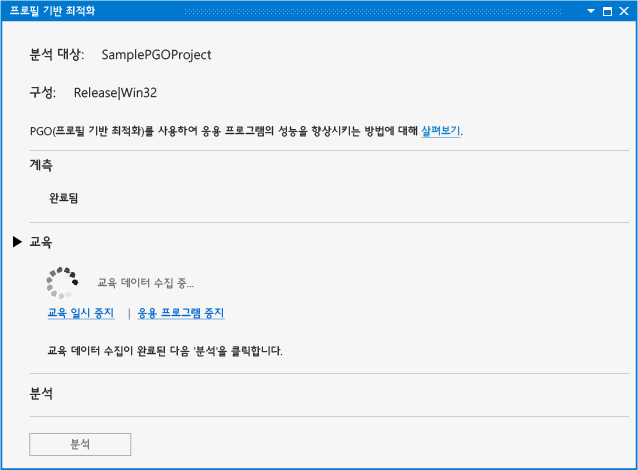 프로필 기반 최적화
분석 대상: SamplePGOProject
구성: Release|Win32
PGO(프로필 기반 최적화)를 사용하여 응용 프로그램의 성능을 향상시키는 방법에 대해 살펴보기.
계측
완료됨
교육
교육 데이터 수집 중...
교육 일시 중지 | 응용 프로그램 중지
교육 데이터 수집이 완료된 다음 '분석'을 클릭합니다.
분석
분석